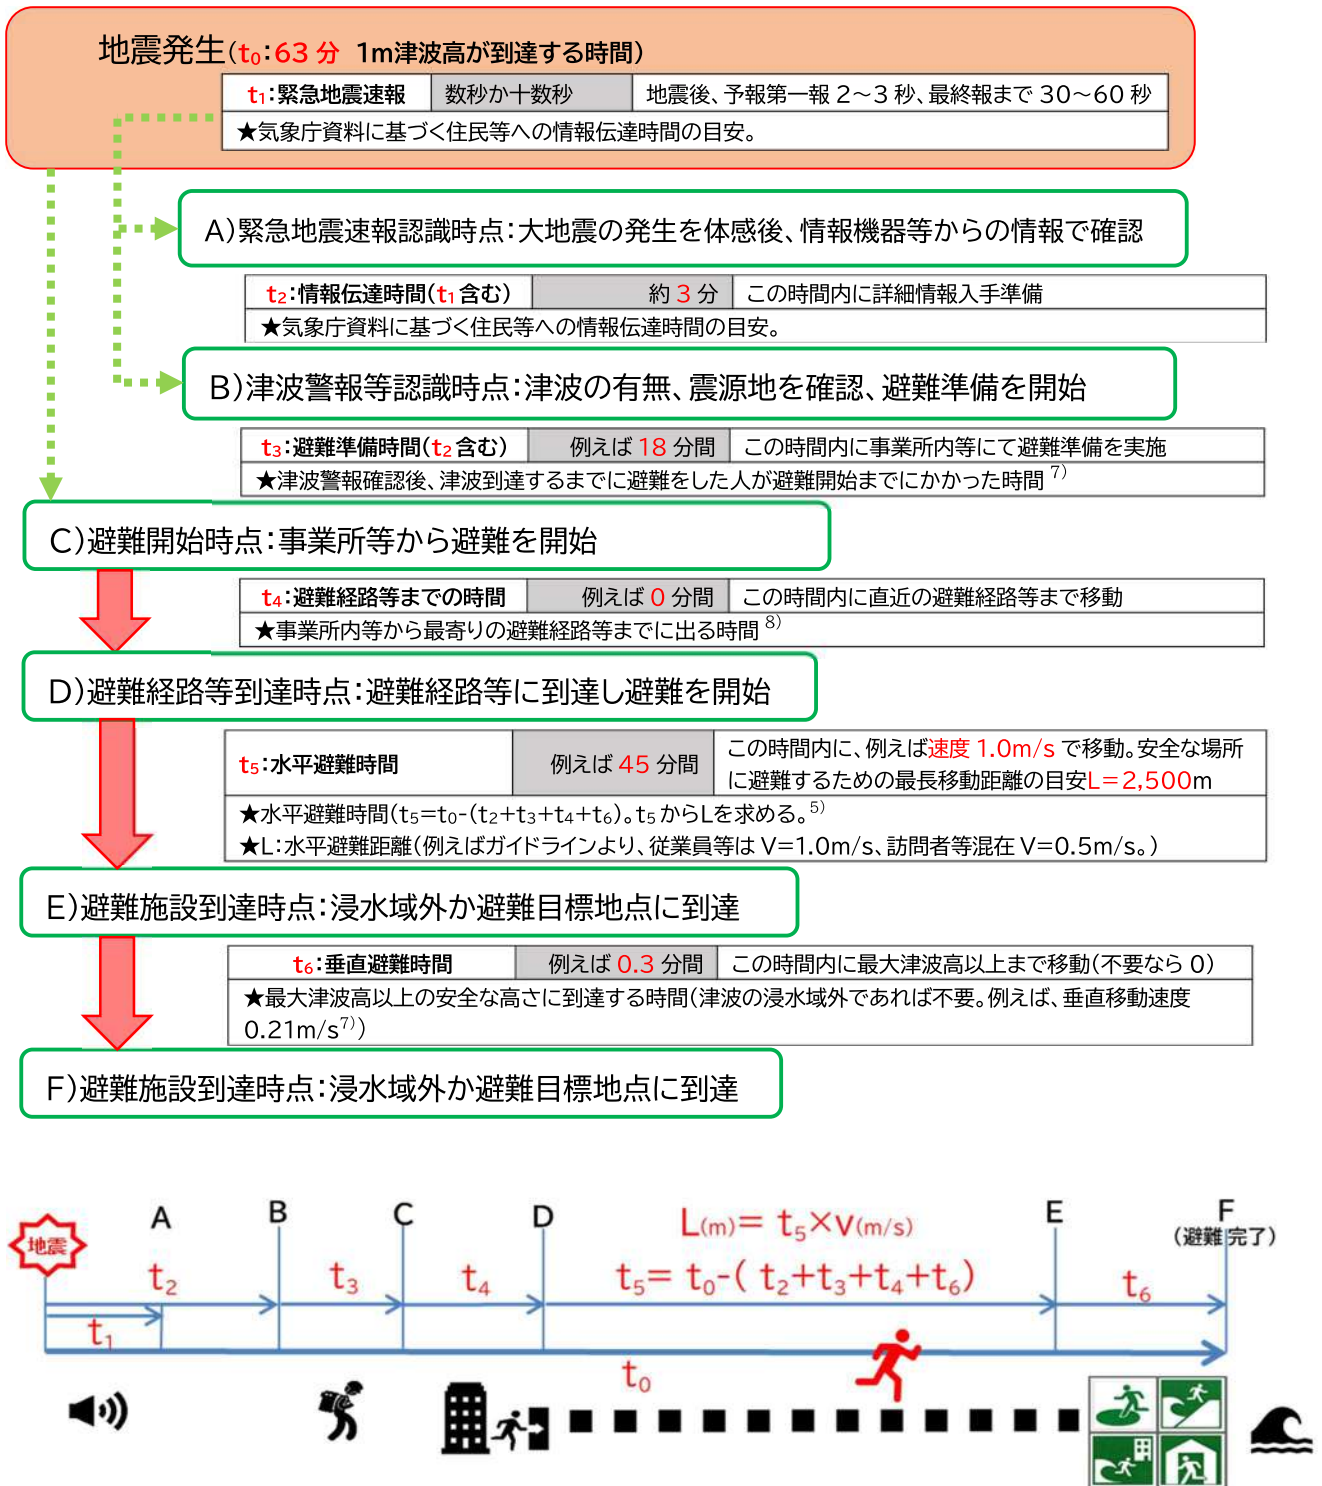 地震発生(t₀:63 分 1m津波高が到達する時間)
t₁:緊急地震速報 数秒か十数秒 地震後、予報第一報 2～3 秒、最終報まで 30～60 秒
★気象庁資料に基づく住民等への情報伝達時間の目安。
A)緊急地震速報認識時点:大地震の発生を体感後、情報機器等からの情報で確認
t₂:情報伝達時間(t₁含む) 約 3 分 この時間内に詳細情報入手準備
★気象庁資料に基づく住民等への情報伝達時間の目安。
B)津波警報等認識時点:津波の有無、震源地を確認、避難準備を開始
t₃:避難準備時間(t₂含む) 例えば 18 分間 この時間内に事業所内等にて避難準備を実施
★津波警報確認後、津波到達するまでに避難をした人が避難開始までにかかった時間 7)
C)避難開始時点:事業所等から避難を開始
t₄:避難経路等までの時間 例えば 0 分間 この時間内に直近の避難経路等まで移動
★事業所内等から最寄りの避難経路等までに出る時間 8)
D)避難経路等到達時点:避難経路等に到達し避難を開始
t₅:水平避難時間 例えば 45 分間 この時間内に、例えば速度 1.0m/s で移動。安全な場所
に避難するための最長移動距離の目安L=2,500m
★水平避難時間(t₅=t₀-(t₂+t₃+t₄+t₆)。t₅からLを求める。5)
★L:水平避難距離(例えばガイドラインより、従業員等は V=1.0m/s、訪問者等混在 V=0.5m/s。)
E)避難施設到達時点:浸水域外か避難目標地点に到達
t₆:垂直避難時間 例えば 0.3 分間 この時間内に最大津波高以上まで移動(不要なら 0)
★最大津波高以上の安全な高さに到達する時間(津波の浸水域外であれば不要。例えば、垂直移動速度
0.21m/s7))
F)避難施設到達時点:浸水域外か避難目標地点に到達
A B C D L(m)= t₅×v(m/s) E F
地震 (避難完了)
t₂ t₃ t₄ t₅= t₀-( t₂+t₃+t₄+t₆) t₆
t₁
t₀